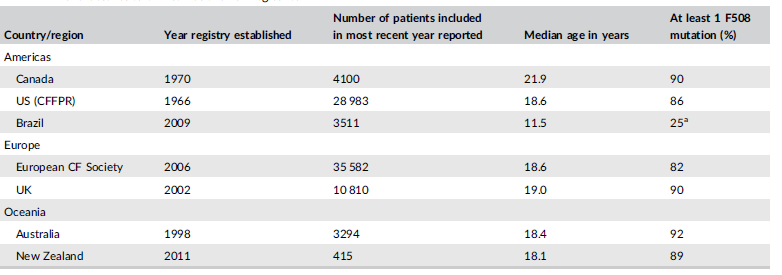 Country/region Year registry established Number of patients included in most recent year reported Median age in years At least 1 F508 mutation (%)
Americas
Canada 1970 4100 21.9 90
US (CFFPR) 1966 28 983 18.6 86
Brazil 2009 3511 11.5 25a
Europe
European CF Society 2006 35 582 18.6 82
UK 2002 10 810 19.0 90
Oceania
Australia 1998 3294 18.4 92
New Zealand 2011 415 18.1 89